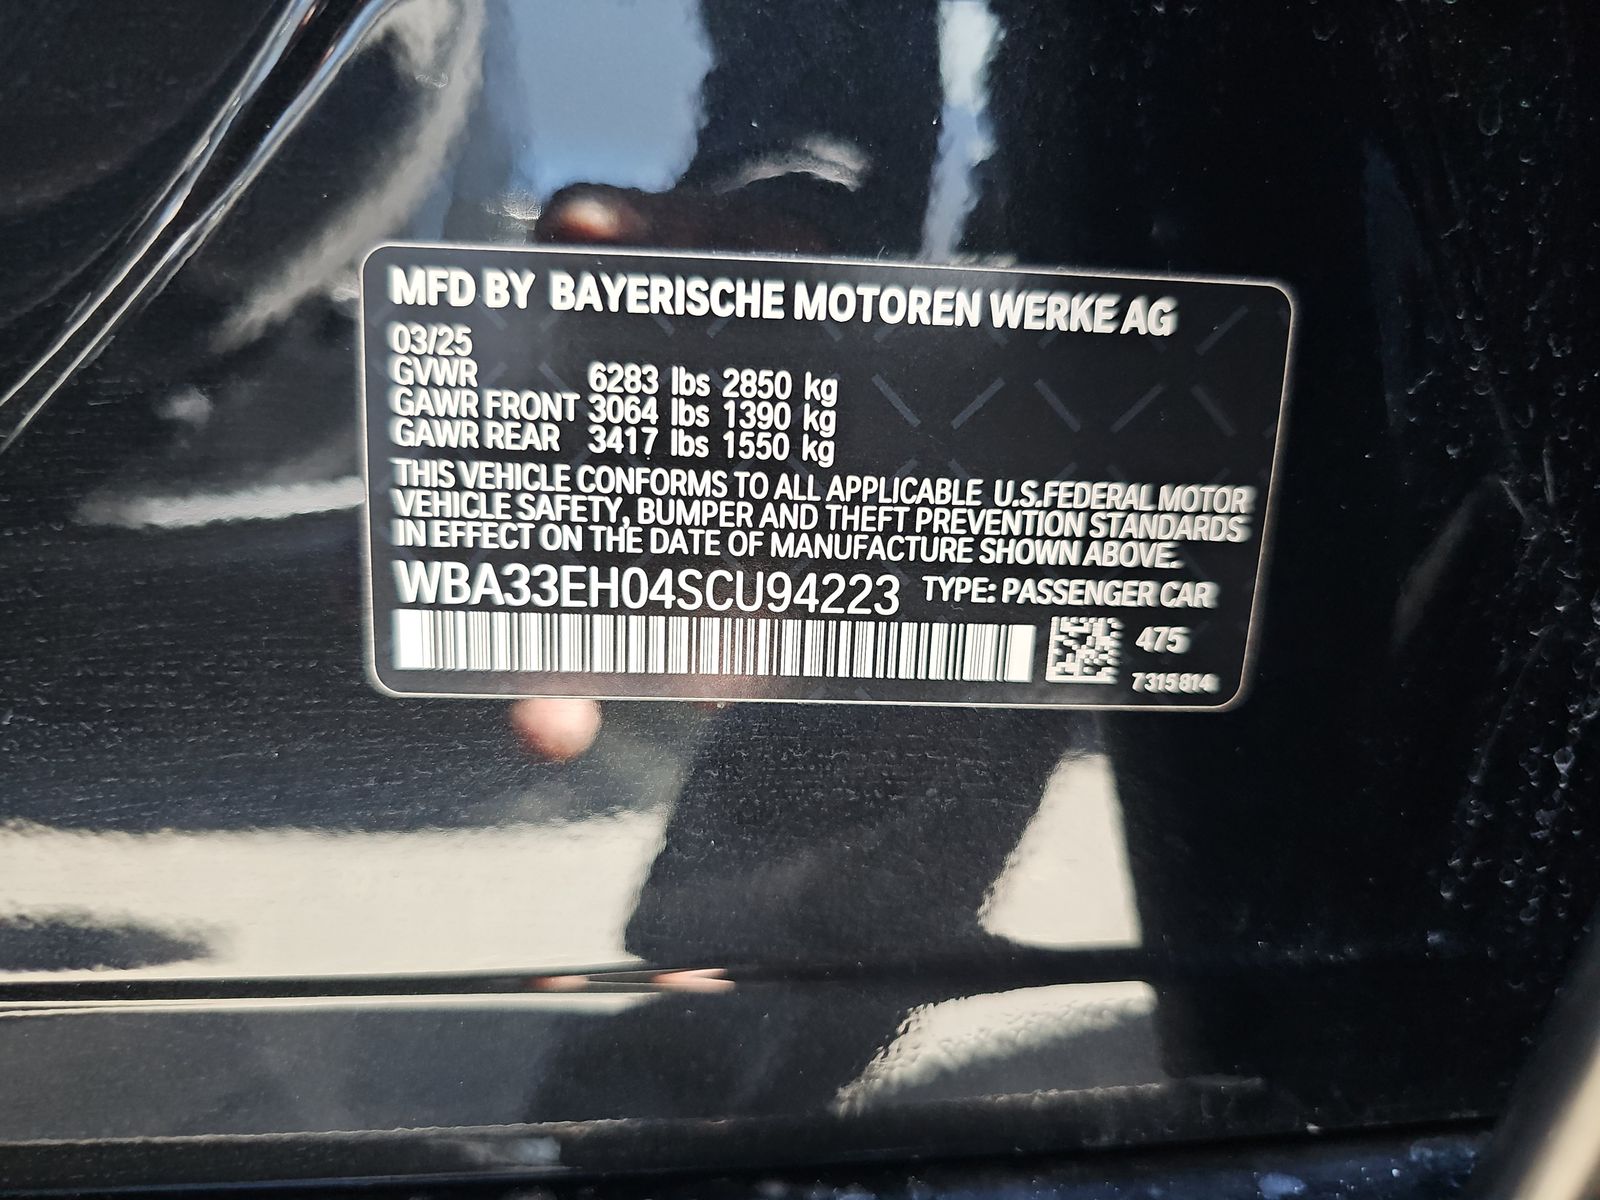 MFD BY BAYERISCHE MOTOREN WERKE AG
03/25
GVWR 6283 lbs 2850 kg
GAWR FRONT 3064 lbs 1390 kg
GAWR REAR 3417 lbs 1550 kg
THIS VEHICLE CONFORMS TO ALL APPLICABLE U.S.FEDERAL MOTOR
VEHICLE SAFETY, BUMPER AND THEFT PREVENTION STANDARDS
IN EFFECT ON THE DATE OF MANUFACTURE SHOWN ABOVE.
WBA33EH04SCU94223 TYPE: PASSENGER CAR
475
7315814